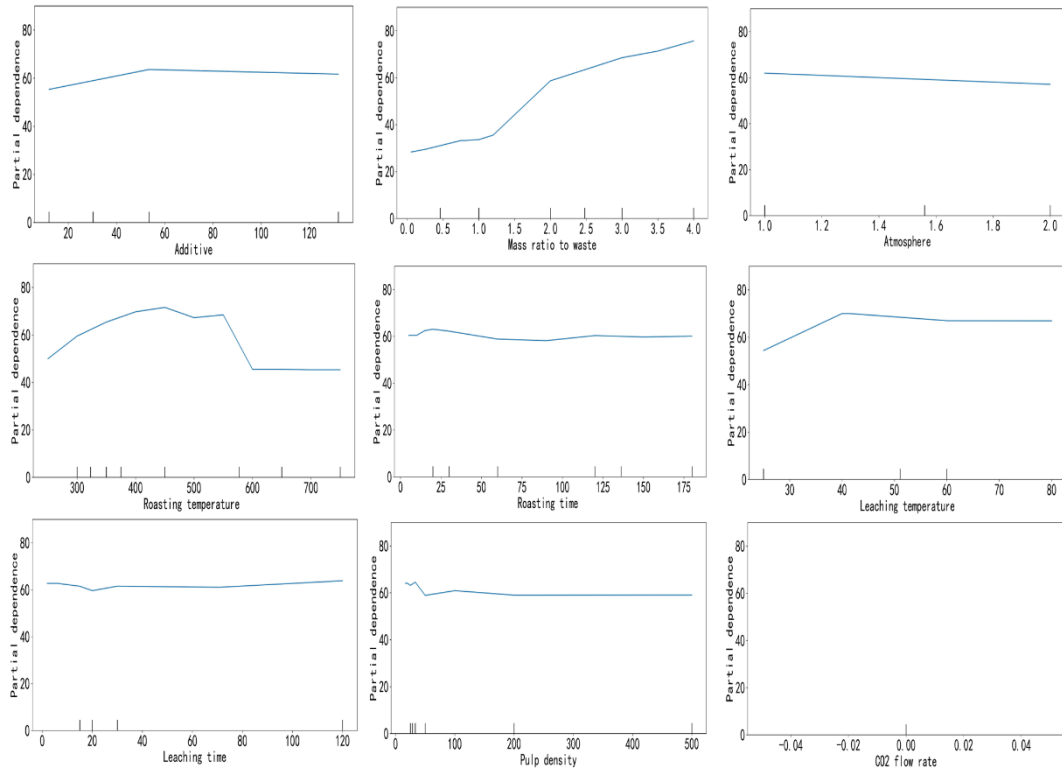 Partial dependence
80
60
40
20
0
20 40 60 80 100 120
Additive
Partial dependence
80
60
40
20
0
0.0 0.5 1.0 1.5 2.0 2.5 3.0 3.5 4.0
Mass ratio to waste
Partial dependence
80
60
40
20
0
1.0 1.2 1.4 1.6 1.8 2.0
Atmosphere
Partial dependence
80
60
40
20
0
300 400 500 600 700
Roasting temperature
Partial dependence
80
60
40
20
0
0 25 50 75 100 125 150 175
Roasting time
Partial dependence
80
60
40
20
0
30 40 50 60 70 80
Leaching temperature
Partial dependence
80
60
40
20
0
0 20 40 60 80 100 120
Leaching time
Partial dependence
80
60
40
20
0
0 100 200 300 400 500
Pulp density
Partial dependence
80
60
40
20
0
-0.04 -0.02 0.00 0.02 0.04
CO2 flow rate